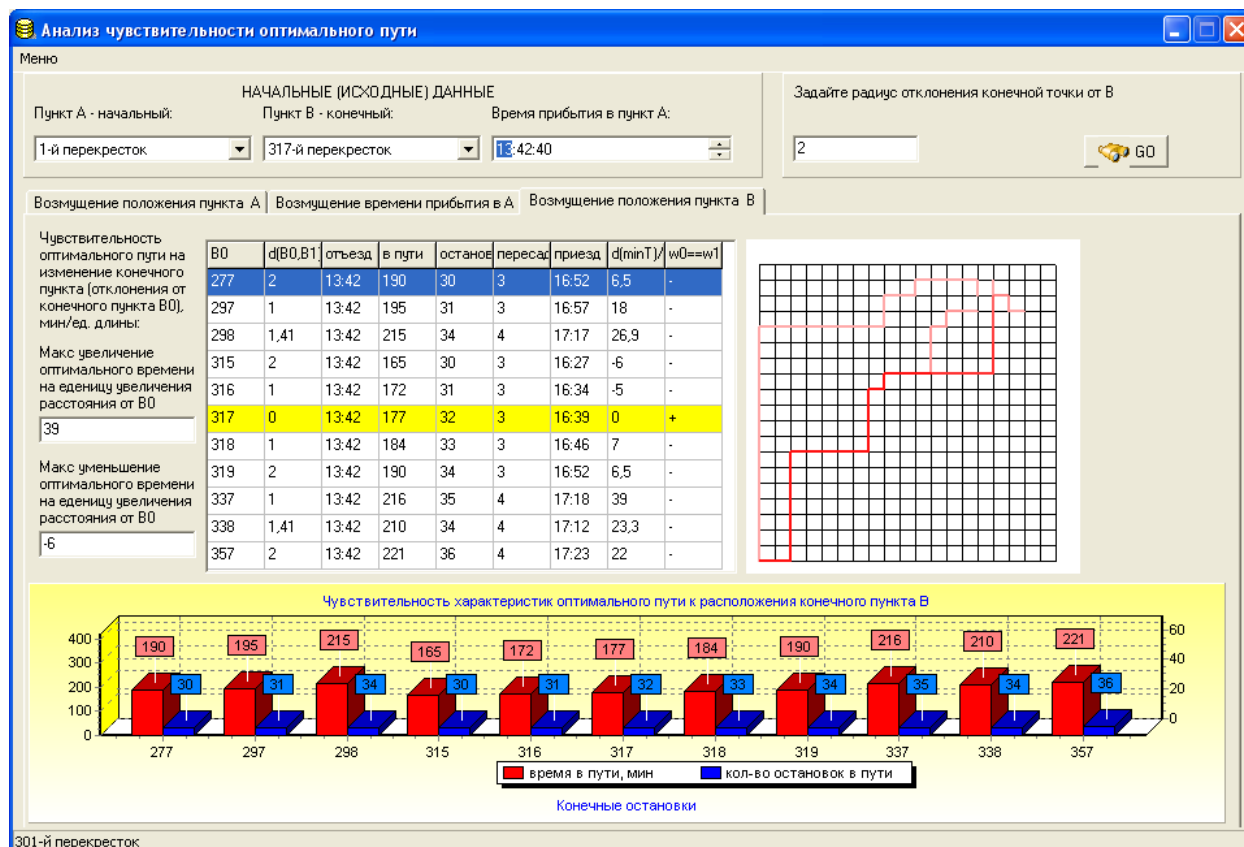 Анализ чувствительности оптимального пути
Меню
НАЧАЛЬНЫЕ (ИСХОДНЫЕ) ДАННЫЕ
Пункт А - начальный: Пункт В - конечный: Время прибытия в пункт А:
1-й перекресток 317-й перекресток 13:42:40
Задайте радиус отклонения конечной точки от В
2 GO
Возмущение положения пункта А Возмущение времени прибытия в А Возмущение положения пункта В
Чувствительность
оптимального пути на
изменение конечного
пункта (отклонения от
конечного пункта В0),
мин/ед. длины:
Макс увеличение
оптимального времени
на еденицу увеличения
расстояния от В0
39
Макс уменьшение
оптимального времени
на еденицу увеличения
расстояния от В0
-6
В0 d(B0,B1) отъезд в пути останов пересад приезд d(minT)/ w0==w1
277 2 13:42 190 30 3 16:52 6,5 -
297 1 13:42 195 31 3 16:57 18 -
298 1,41 13:42 215 34 4 17:17 26,9 -
315 2 13:42 165 30 3 16:27 -6 -
316 1 13:42 172 31 3 16:34 -5 -
317 0 13:42 177 32 3 16:39 0 +
318 1 13:42 184 33 3 16:46 7 -
319 2 13:42 190 34 3 16:52 6,5 -
337 1 13:42 216 35 4 17:18 39 -
338 1,41 13:42 210 34 4 17:12 23,3 -
357 2 13:42 221 36 4 17:23 22 -
Чувствительность характеристик оптимального пути к расположения конечного пункта В
400
300
200
100
0
190 195 215 165 172 177 184 190 216 210 221
30 31 34 30 31 32 33 34 35 34 36
60
40
20
0
277 297 298 315 316 317 318 319 337 338 357
время в пути, мин кол-во остановок в пути
Конечные остановки
301-й перекресток